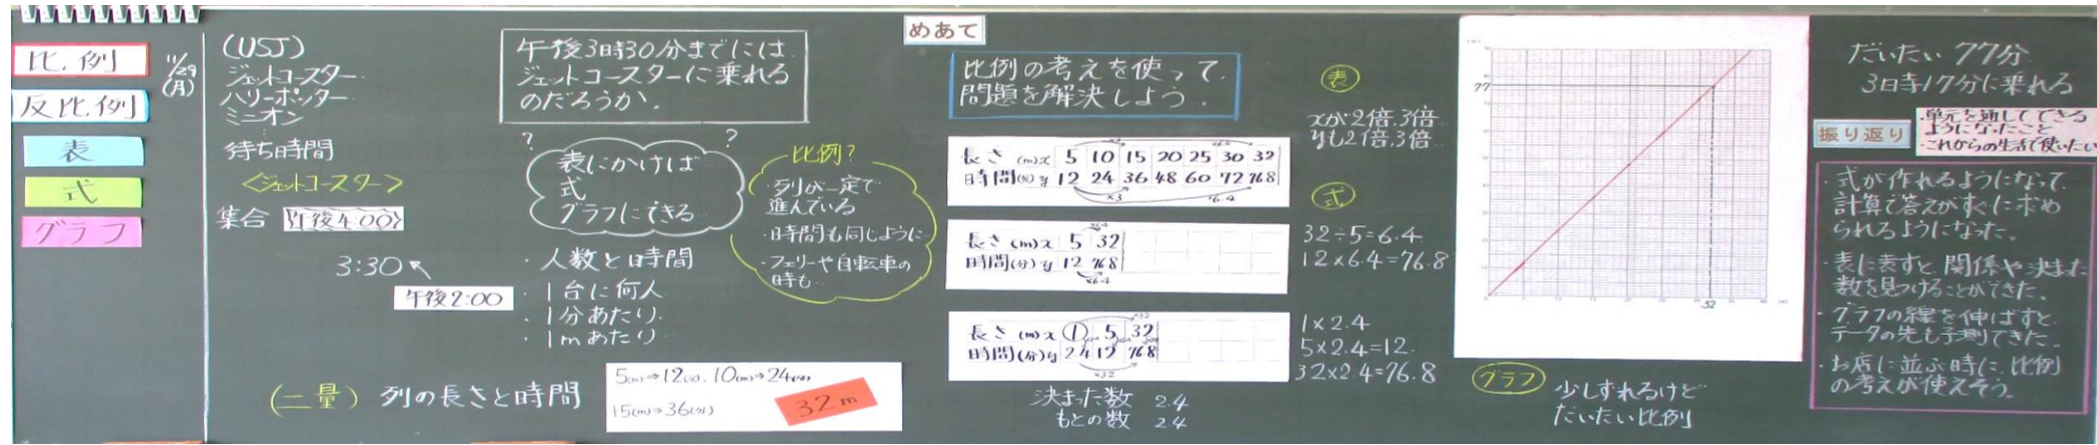 比例
反比例
表
式
グラフ
11/29
(月)
(USJ)
ジェットコースター
ハリーポッター
ミニオン
待ち時間
<ジェットコースター>
集合 午後4:00
3:30
午後2:00
(二量) 列の長さと時間
午後3時30分までには
ジェットコースターに乗れる
のだろうか.
? ?
表にかけば
式
グラフにできる
・人数と時間
・1台に何人
・1分あたり
・1mあたり
5(m)⇒12(分), 10(m)⇒24(分)
15(m)⇒36(分)
32m
比例?
・列が一定で
進んでいる
・時間も同じように
・フェリーや自転車の
時も
めあて
比例の考えを使って
問題を解決しよう.
長さ(m)x 5 10 15 20 25 30 32
時間(分)y 12 24 36 48 60 72 76.8
×3 ×6.4
長さ(m)x 5 32
時間(分)y 12 76.8
×6.4
長さ(m)x 1 5 32
時間(分)y 2.4 12 76.8
×32
×32
決まった数 2.4
もとの数 2.4
表
xが2倍.3倍
yも2倍.3倍
式
32÷5=6.4
12×6.4=76.8
1×2.4
5×2.4=12.
32×2.4=76.8
77
32
グラフ
少しずれるけど
だいたい比例
だいたい77分
3時17分に乗れる
振り返り
・単元を通してできる
ようになったこと
・これからの生活で使いたい
・式が作れるようになって
計算で答えがすぐに求め
られるようになった。
・表に表すと関係や決まった
数を見つけることができた。
・グラフの線を伸ばすと
データの先も予測できた。
・お店に並ぶ時に比例
の考えが使えそう。